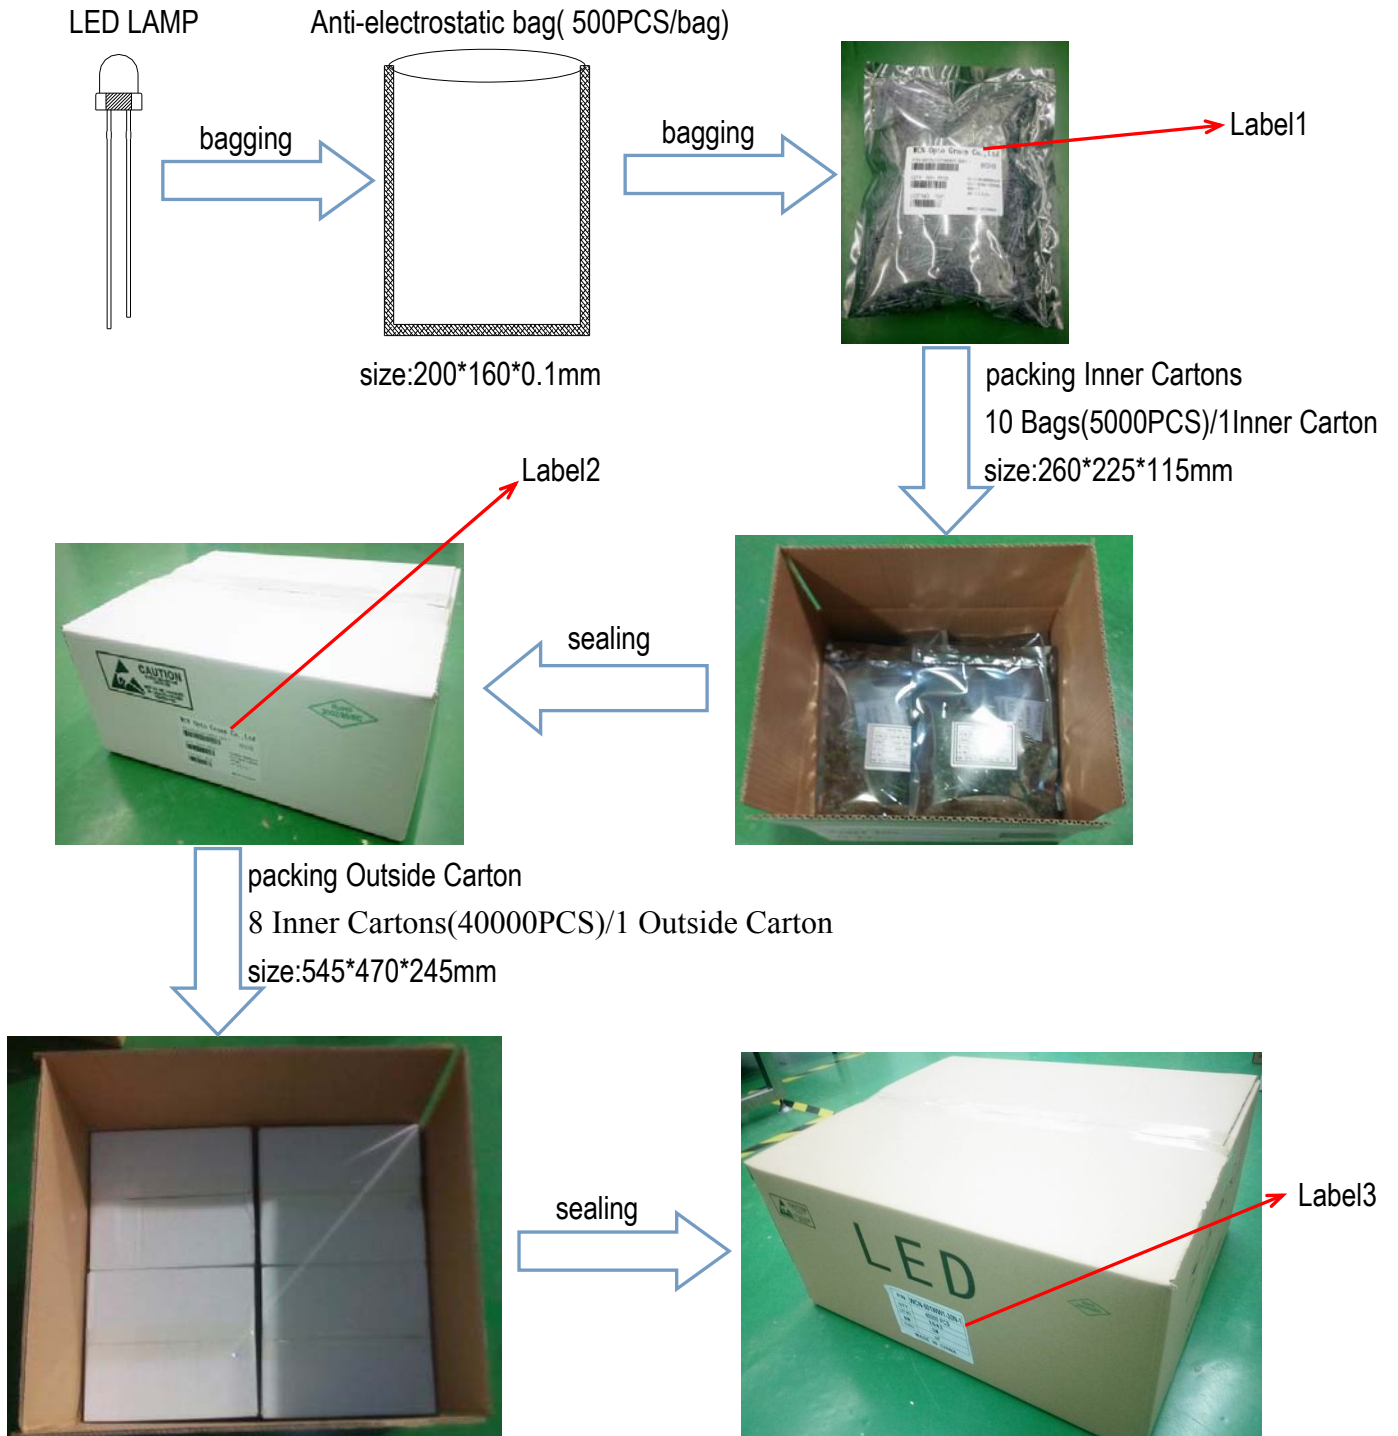 LED LAMP
Anti-electrostatic bag( 500PCS/bag)
bagging
bagging
Label1
size:200*160*0.1mm
packing Inner Cartons
10 Bags(5000PCS)/1Inner Carton
size:260*225*115mm
Label2
sealing
CAUTION
packing Outside Carton
8 Inner Cartons(40000PCS)/1 Outside Carton
size:545*470*245mm
sealing
Label3
LED